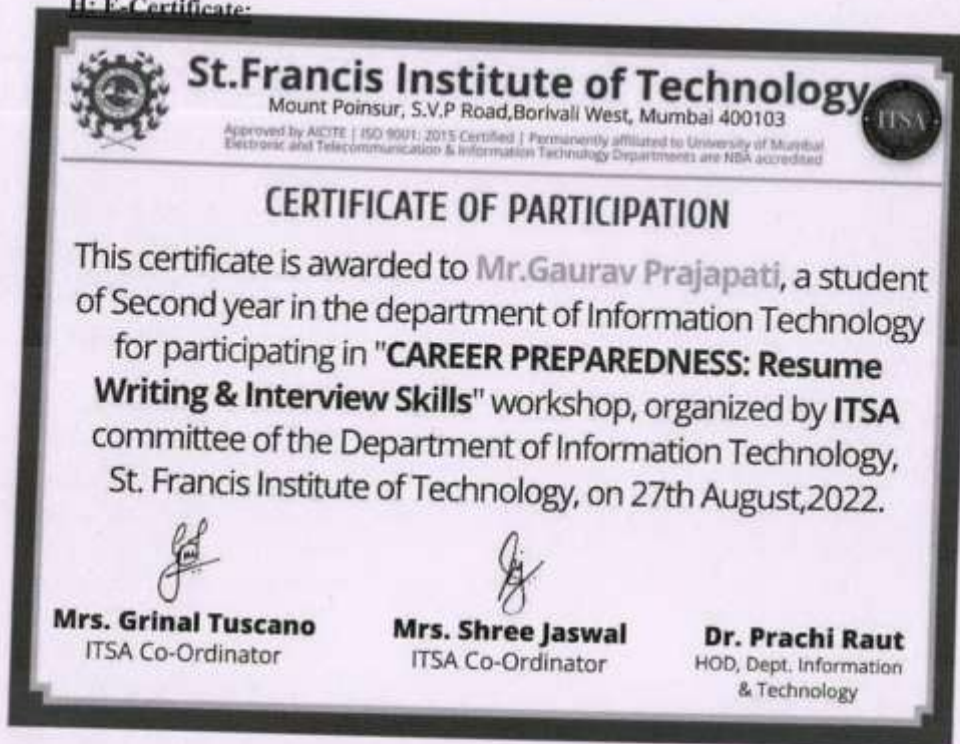 II: E-Certificate:
St.Francis Institute of Technology
Mount Poinsur, S.V.P Road,Borivali West, Mumbai 400103
ITSA
Approved by AICTE | ISO 9001: 2015 Certified | Permanently affiliated to University of Mumbai
Electronic and Telecommunication & Information Technology Departments are NBA accredited
CERTIFICATE OF PARTICIPATION
This certificate is awarded to Mr.Gaurav Prajapati, a student
of Second year in the department of Information Technology
for participating in "CAREER PREPAREDNESS: Resume
Writing & Interview Skills" workshop, organized by ITSA
committee of the Department of Information Technology,
St. Francis Institute of Technology, on 27th August,2022.
Mrs. Grinal Tuscano
ITSA Co-Ordinator
Mrs. Shree Jaswal
ITSA Co-Ordinator
Dr. Prachi Raut
HOD, Dept. Information
& Technology